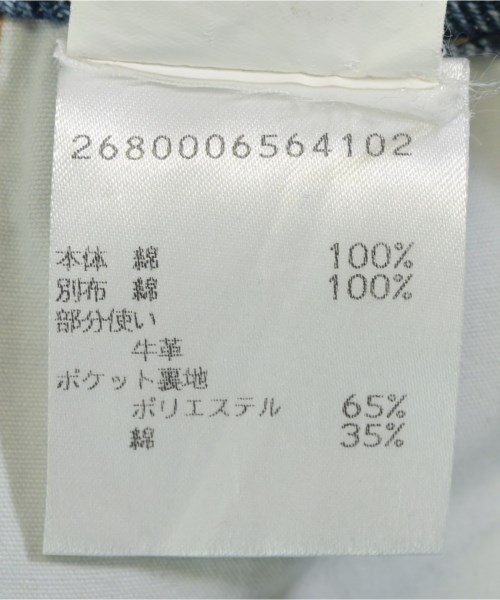 2680006564102
本体 綿 100%
別布 綿 100%
部分使い
牛革
ポケット裏地
ポリエステル 65%
綿 35%